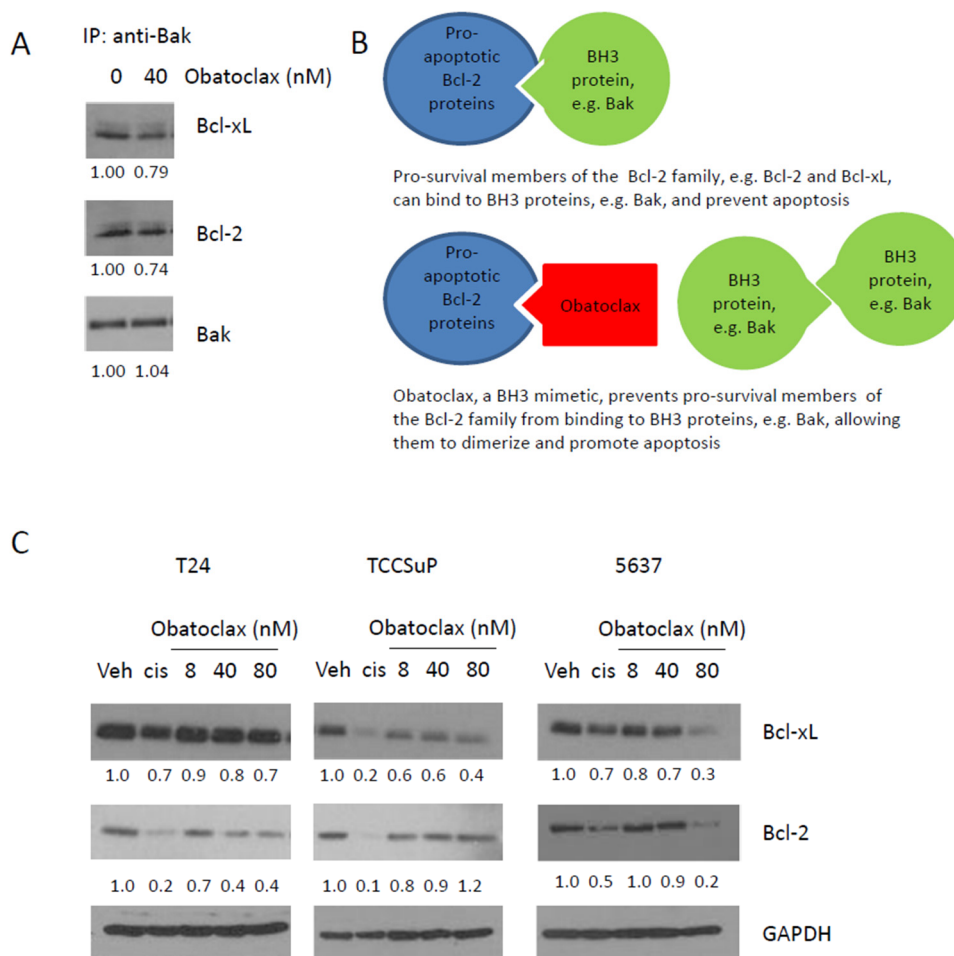 A
IP: anti-Bak
0 40 Obatoclax (nM)
Bcl-xL
1.00 0.79
Bcl-2
1.00 0.74
Bak
1.00 1.04
B
Pro-
apoptotic
Bcl-2
proteins
BH3
protein,
e.g. Bak
Pro-survival members of the Bcl-2 family, e.g. Bcl-2 and Bcl-xL,
can bind to BH3 proteins, e.g. Bak, and prevent apoptosis
Pro-
apoptotic
Bcl-2
proteins
Obatoclax
BH3
protein,
e.g. Bak
BH3
protein,
e.g. Bak
Obatoclax, a BH3 mimetic, prevents pro-survival members of
the Bcl-2 family from binding to BH3 proteins, e.g. Bak, allowing
them to dimerize and promote apoptosis
C
T24 TCCSuP 5637
Obatoclax (nM) Obatoclax (nM) Obatoclax (nM)
Veh cis 8 40 80 Veh cis 8 40 80 Veh cis 8 40 80
Bcl-xL
1.0 0.7 0.9 0.8 0.7 1.0 0.2 0.6 0.6 0.4 1.0 0.7 0.8 0.7 0.3
Bcl-2
1.0 0.2 0.7 0.4 0.4 1.0 0.1 0.8 0.9 1.2 1.0 0.5 1.0 0.9 0.2
GAPDH